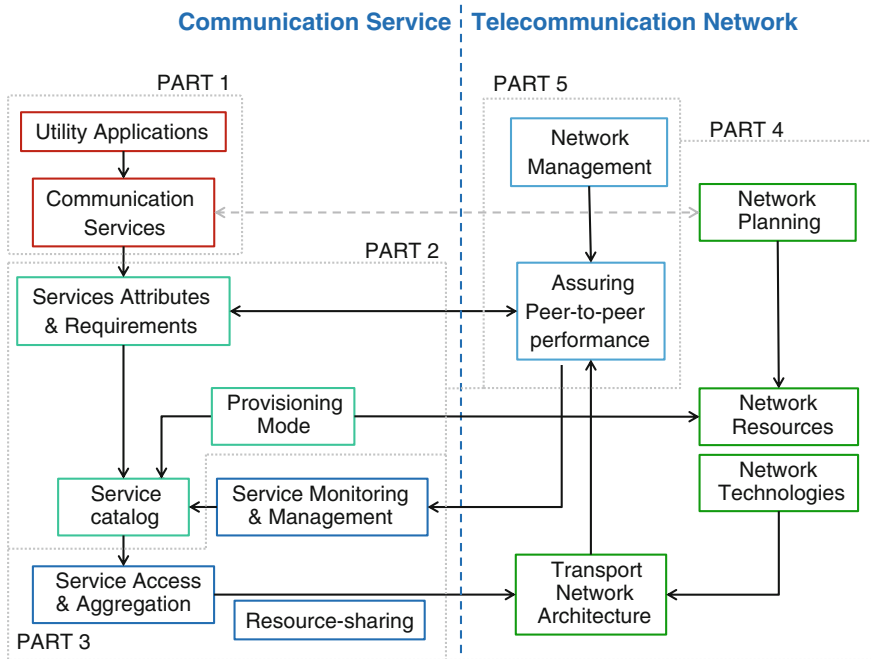 Communication Service
Telecommunication Network
PART 1
Utility Applications
Communication
Services
PART 2
Services Attributes
& Requirements
Provisioning
Mode
Service
catalog
Service Monitoring
& Management
Service Access
& Aggregation
Resource-sharing
PART 3
PART 5
Network
Management
Assuring
Peer-to-peer
performance
PART 4
Network
Planning
Network
Resources
Network
Technologies
Transport
Network
Architecture